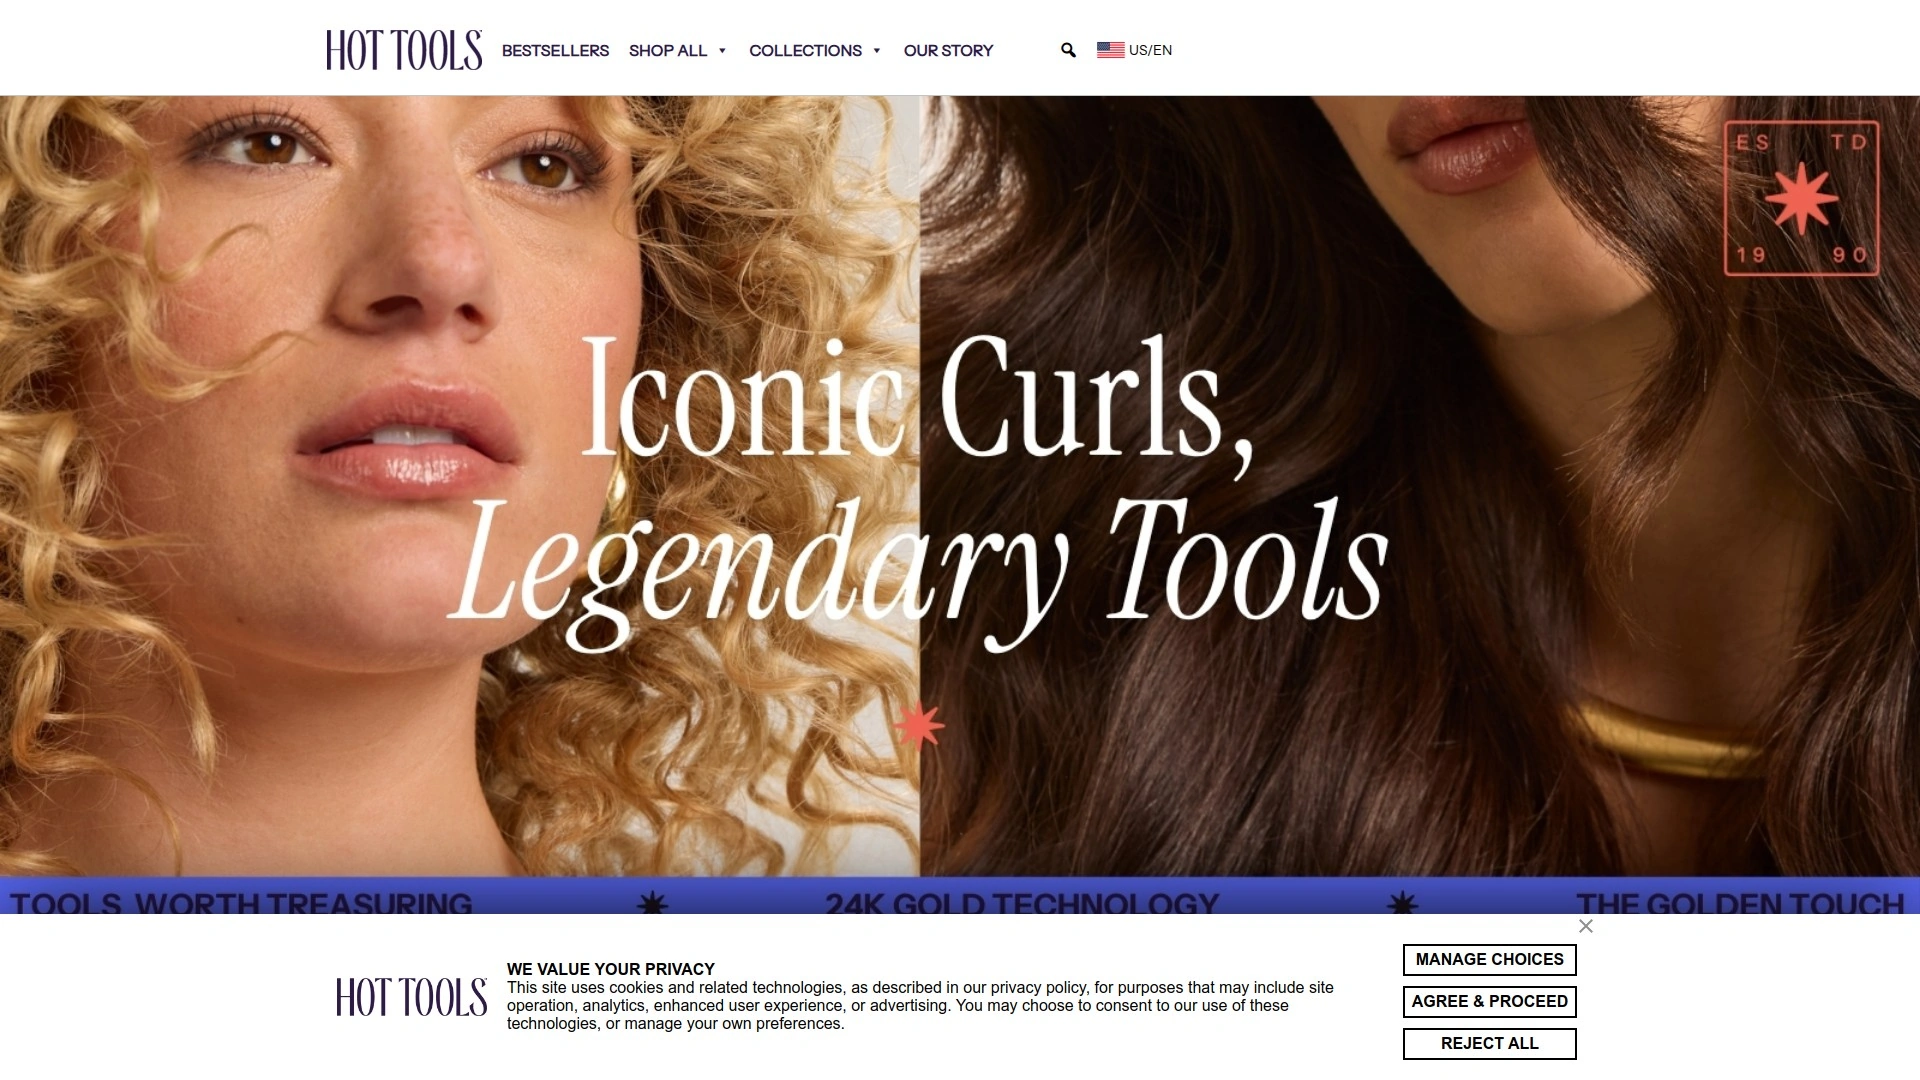 HOT TOOLS
BESTSELLERS
SHOP ALL
COLLECTIONS
OUR STORY
US/EN
ES TD
19 90
Iconic Curls,
Legendary Tools
TOOLS WORTH TREASURING
24K GOLD TECHNOLOGY
THE GOLDEN TOUCH
HOT TOOLS
WE VALUE YOUR PRIVACY
This site uses cookies and related technologies, as described in our privacy policy, for purposes that may include site
operation, analytics, enhanced user experience, or advertising. You may choose to consent to our use of these
technologies, or manage your own preferences.
MANAGE CHOICES
AGREE & PROCEED
REJECT ALL